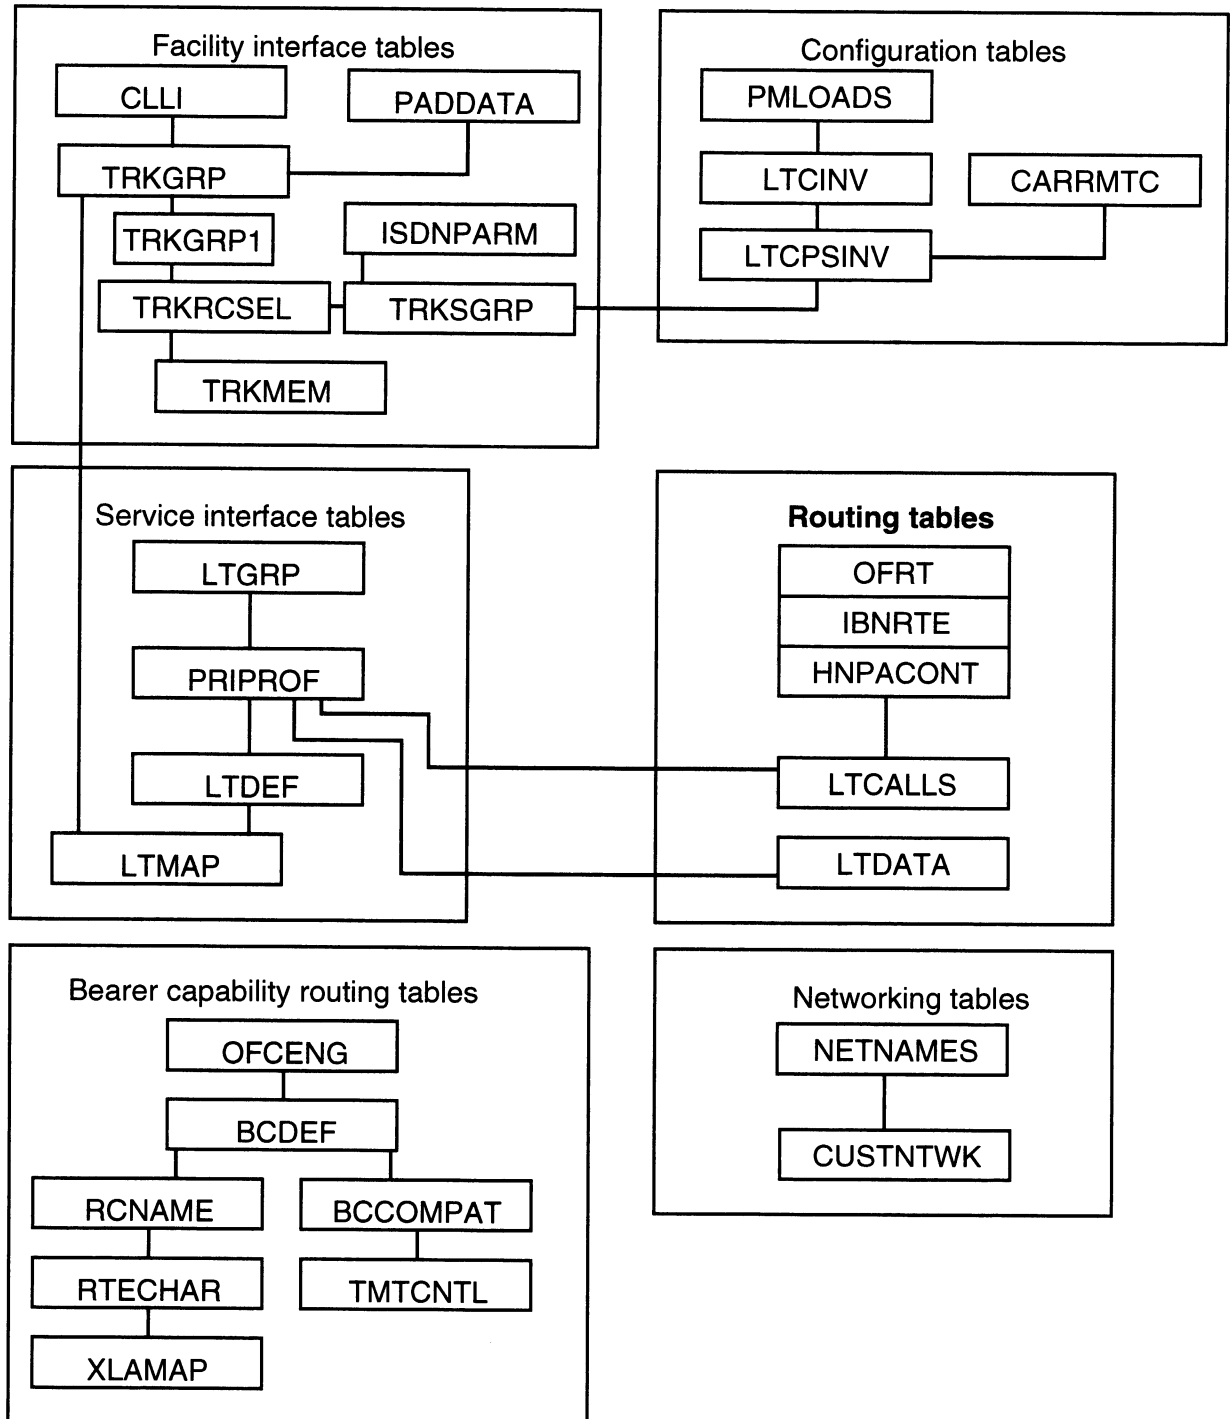 Facility interface tables
CLLI
PADDATA
TRKGRP
TRKGRP1
ISDNPARM
TRKRCSEL
TRKSGRP
TRKMEM
Configuration tables
PMLOADS
LTCINV
CARRMTC
LTCPSINV
Service interface tables
LTGRP
PRIPROF
LTDEF
LTMAP
Routing tables
OFRT
IBNRTE
HNPACONT
LTCALLS
LTDATA
Bearer capability routing tables
OFCENG
BCDEF
RCNAME
BCCOMPAT
RTECHAR
TMTCNTL
XLAMAP
Networking tables
NETNAMES
CUSTNTWK